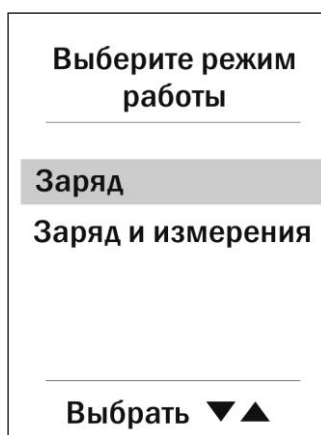 Выберите режим
работы
Заряд
Заряд и измерения
Выбрать ▼▲